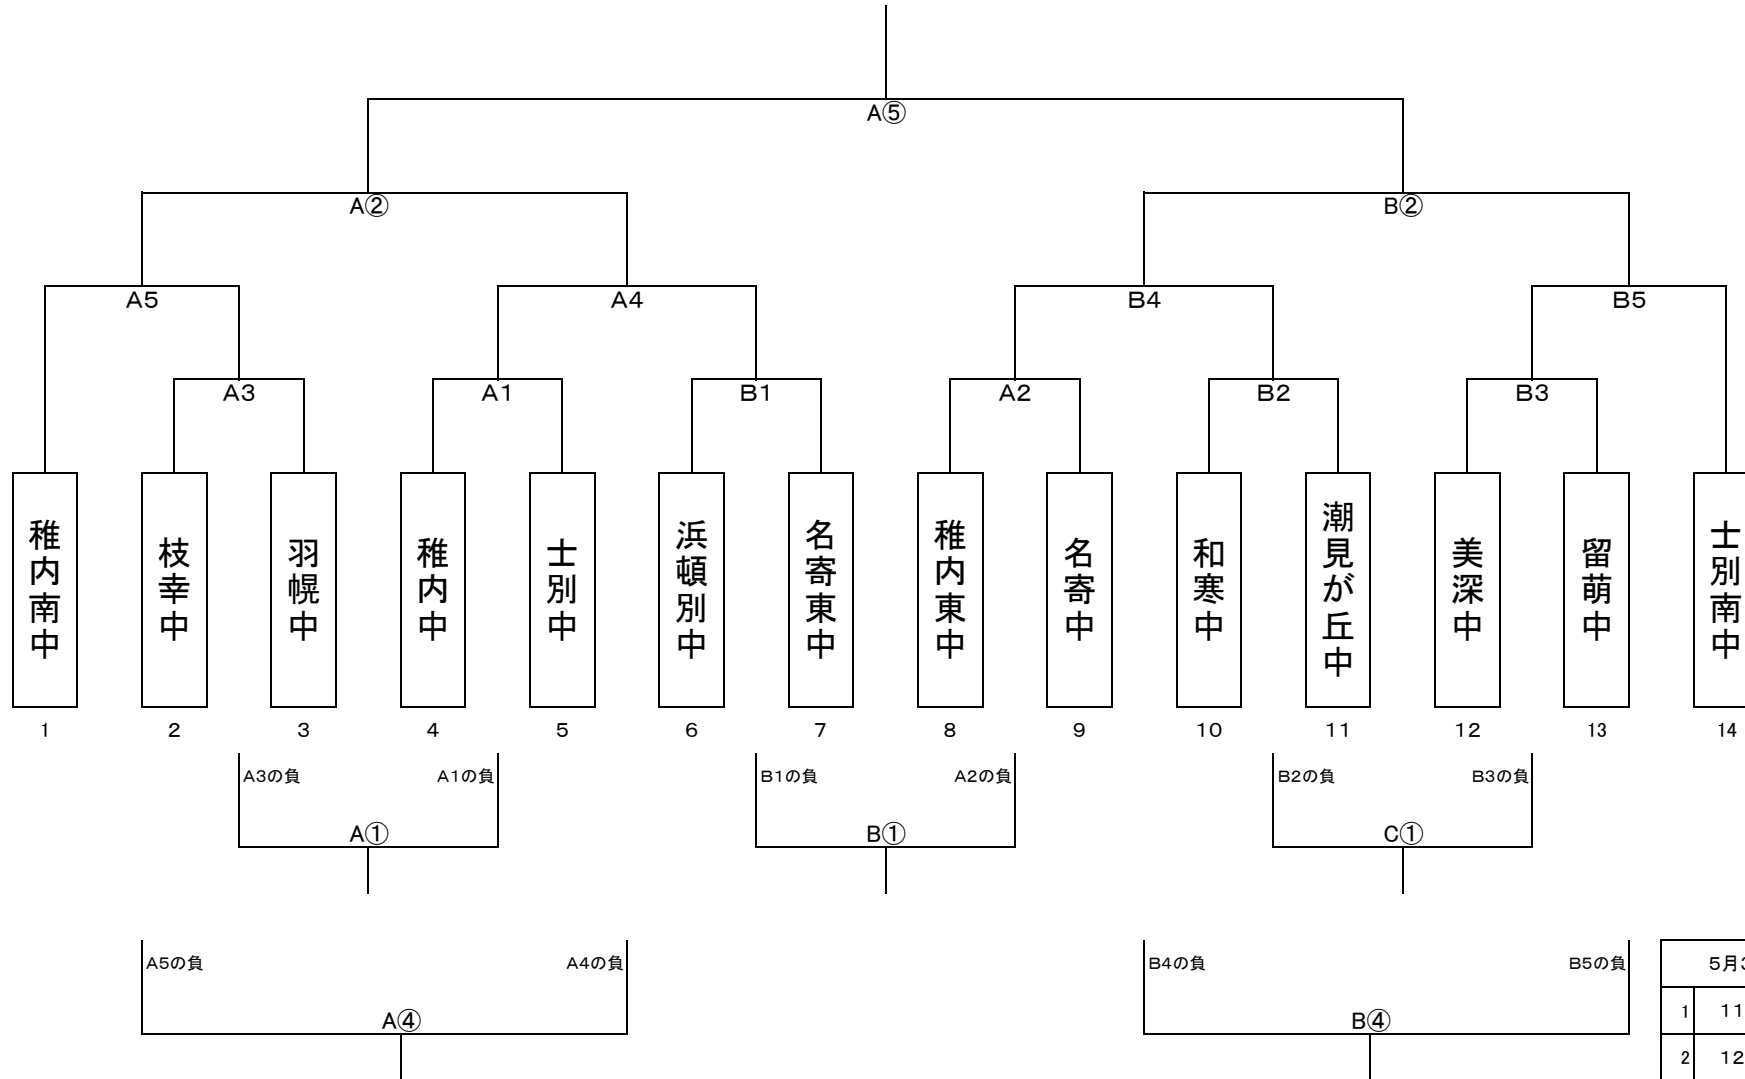 A⑤
A②
B②
A5
A4
B4
B5
A3
A1
B1
A2
B2
B3
稚内南中
枝幸中
羽幌中
稚内中
士別中
浜頓別中
名寄東中
稚内東中
名寄中
和寒中
潮見が丘中
美深中
留萌中
士別南中
1
2
3
4
5
6
7
8
9
10
11
12
13
14
A3の負
A1の負
B1の負
A2の負
B2の負
B3の負
A①
B①
C①
A5の負
A4の負
B4の負
B5の負
5月
1 11
A④
B④
2 12